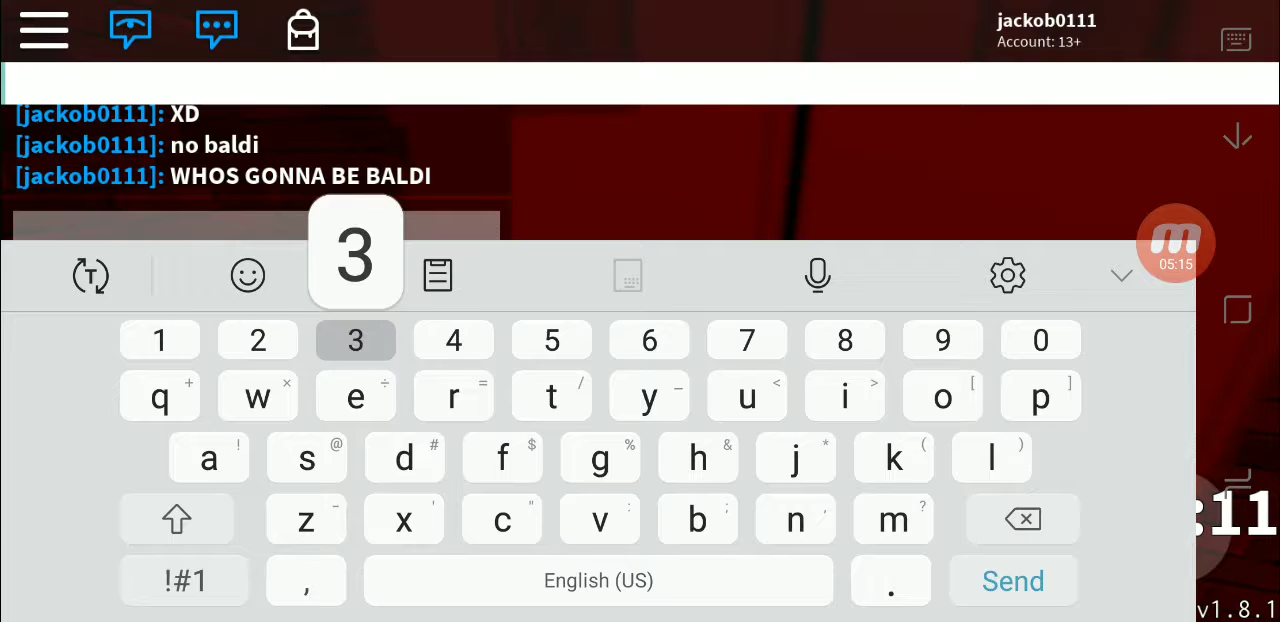 jackob0111
Account: 13+
[jackob0111]: XD
[jackob0111]: no baldi
[jackob0111]: WHOS GONNA BE BALDI
3
T
m
05:15
1 2 3 4 5 6 7 8 9 0
q + w × e ÷ r = t / y _ u < i > o [ p ]
a ! s @ d # f $ g % h & j * k ( l )
z - x ' c " v : b ; n , m ?
:11
!#1 , English (US) . Send
v1.8.1